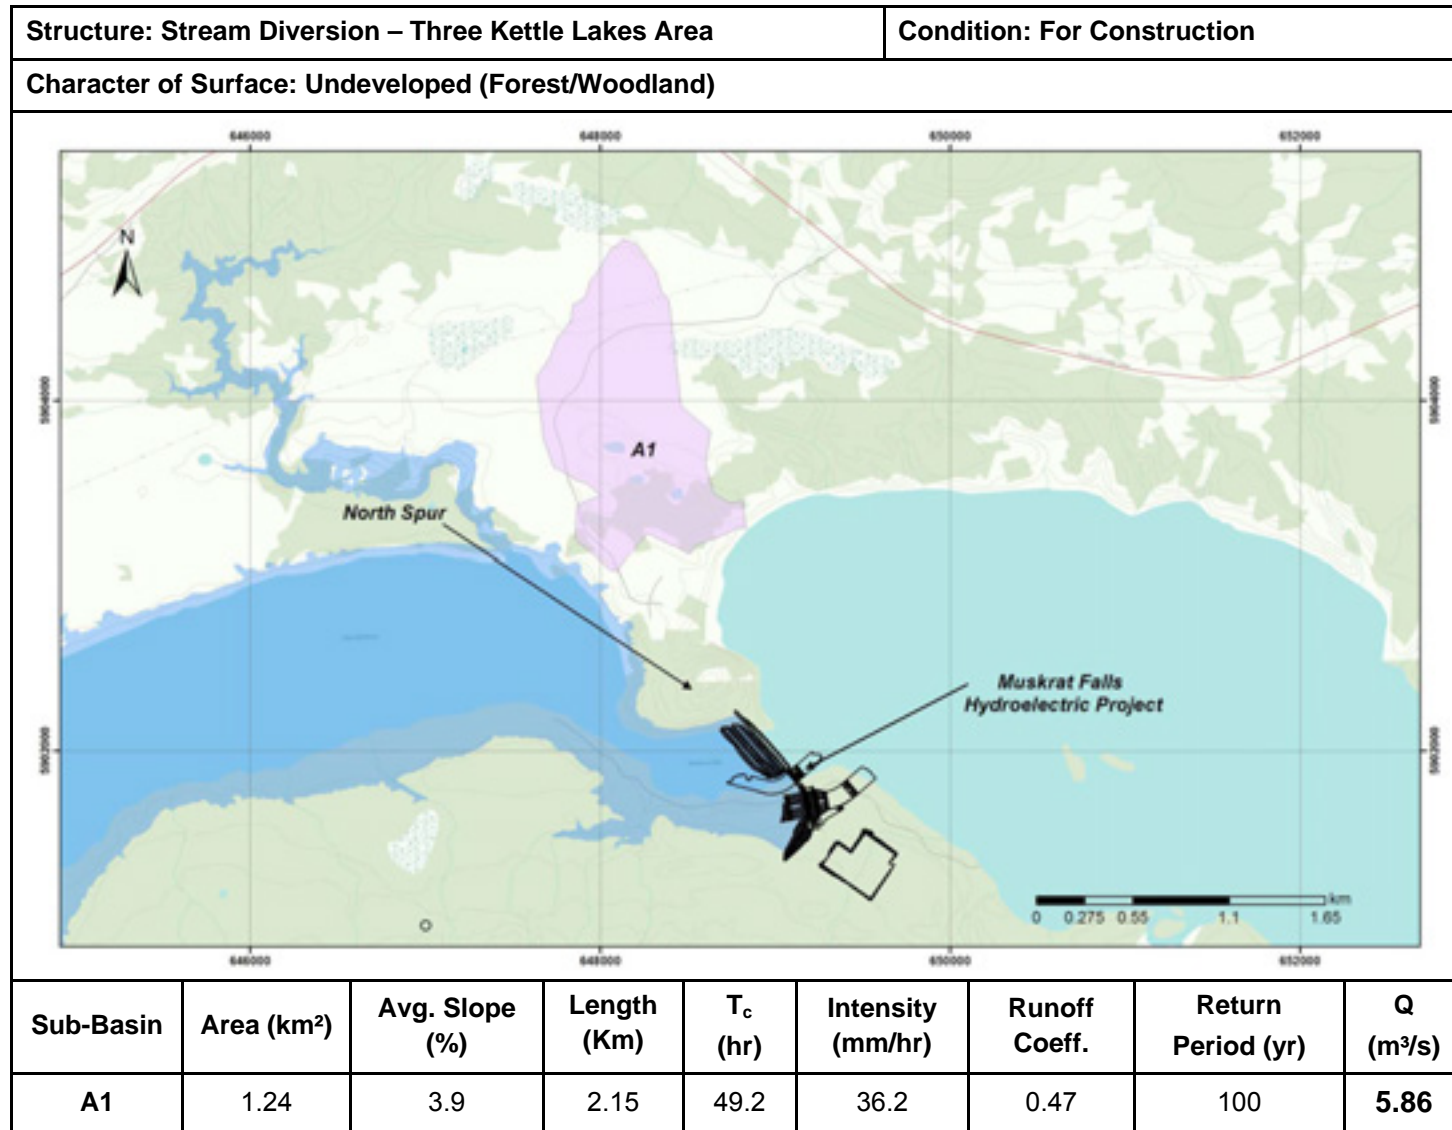 Structure: Stream Diversion – Three Kettle Lakes Area
Condition: For Construction
Character of Surface: Undeveloped (Forest/Woodland)
646000 648000 650000 652000
N
5904000 5904000
A1
North Spur
Muskrat Falls
Hydroelectric Project
km
0 0.275 0.55 1.1 1.65
646000 648000 650000 652000
Sub-Basin Area (km²) Avg. Slope (%) Length (Km) Tc (hr) Intensity (mm/hr) Runoff Coeff. Return Period (yr) Q (m³/s)
A1 1.24 3.9 2.15 49.2 36.2 0.47 100 5.86